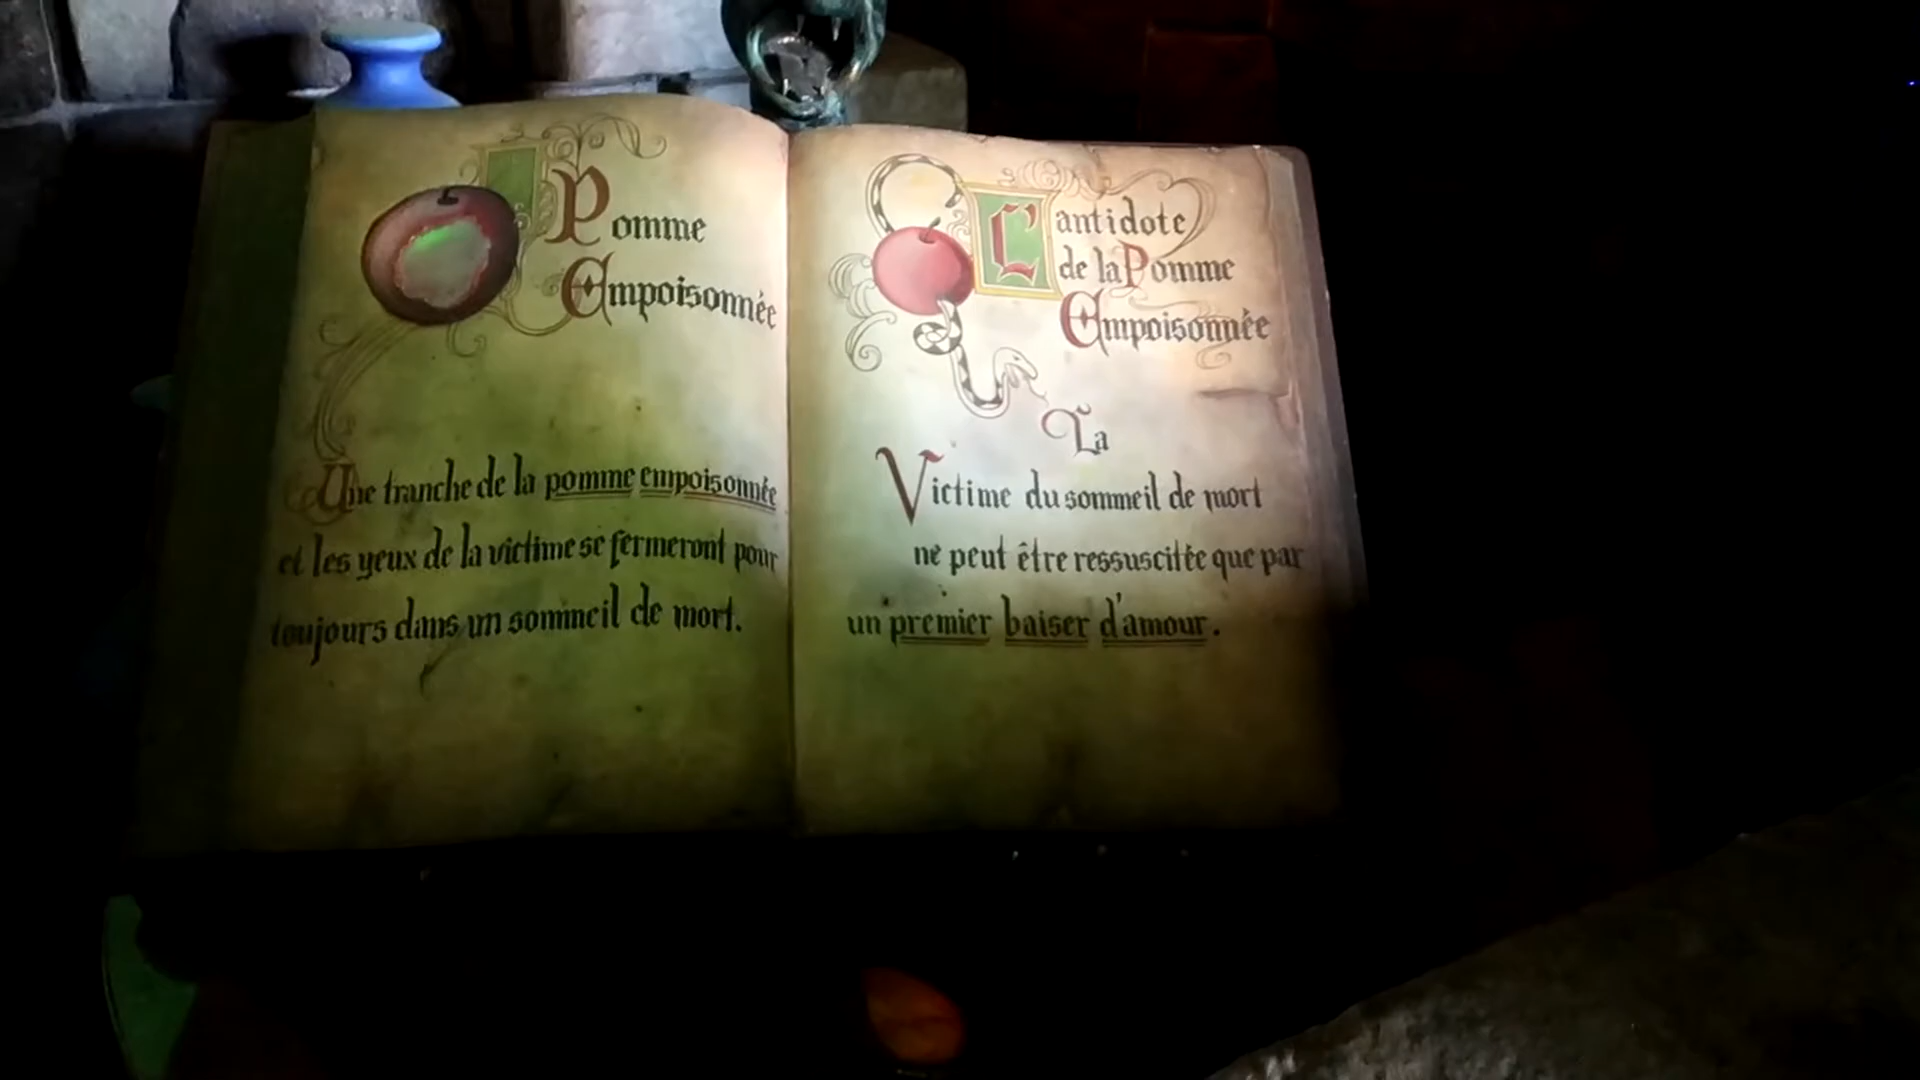 Pomme
Empoisonnée
Une tranche de la pomme empoisonnée
et les yeux de la victime se fermeront pour
toujours dans un sommeil de mort.
L'antidote
de la Pomme
Empoisonnée
La
Victime du sommeil de mort
ne peut être ressuscitée que par
un premier baiser d'amour.